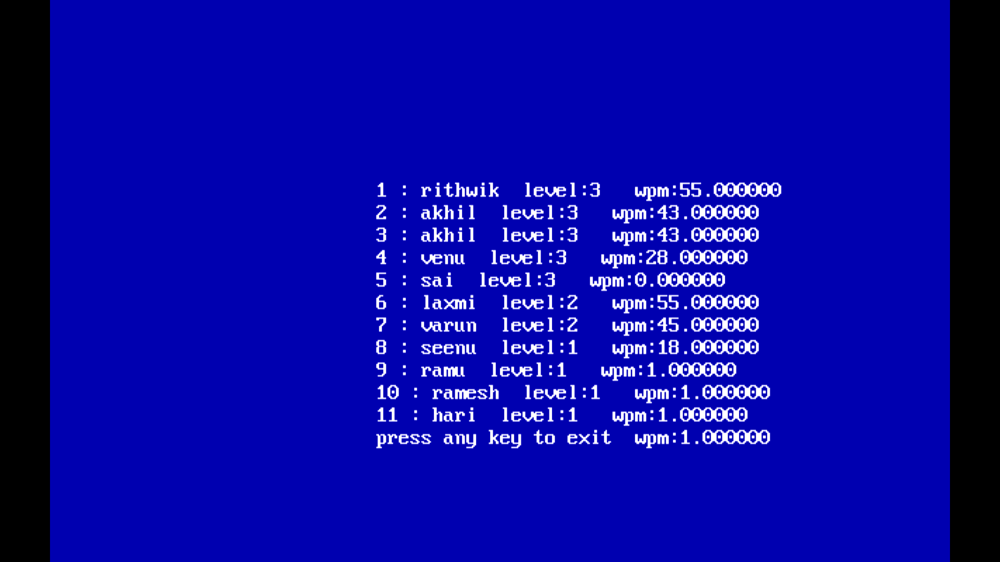 1 : rithwik  level:3   wpm:55.000000
2 : akhil  level:3   wpm:43.000000
3 : akhil  level:3   wpm:43.000000
4 : venu  level:3   wpm:28.000000
5 : sai  level:3   wpm:0.000000
6 : laxmi  level:2   wpm:55.000000
7 : varun  level:2   wpm:45.000000
8 : seenu  level:1   wpm:18.000000
9 : ramu  level:1   wpm:1.000000
10 : ramesh  level:1   wpm:1.000000
11 : hari  level:1   wpm:1.000000
press any key to exit  wpm:1.000000